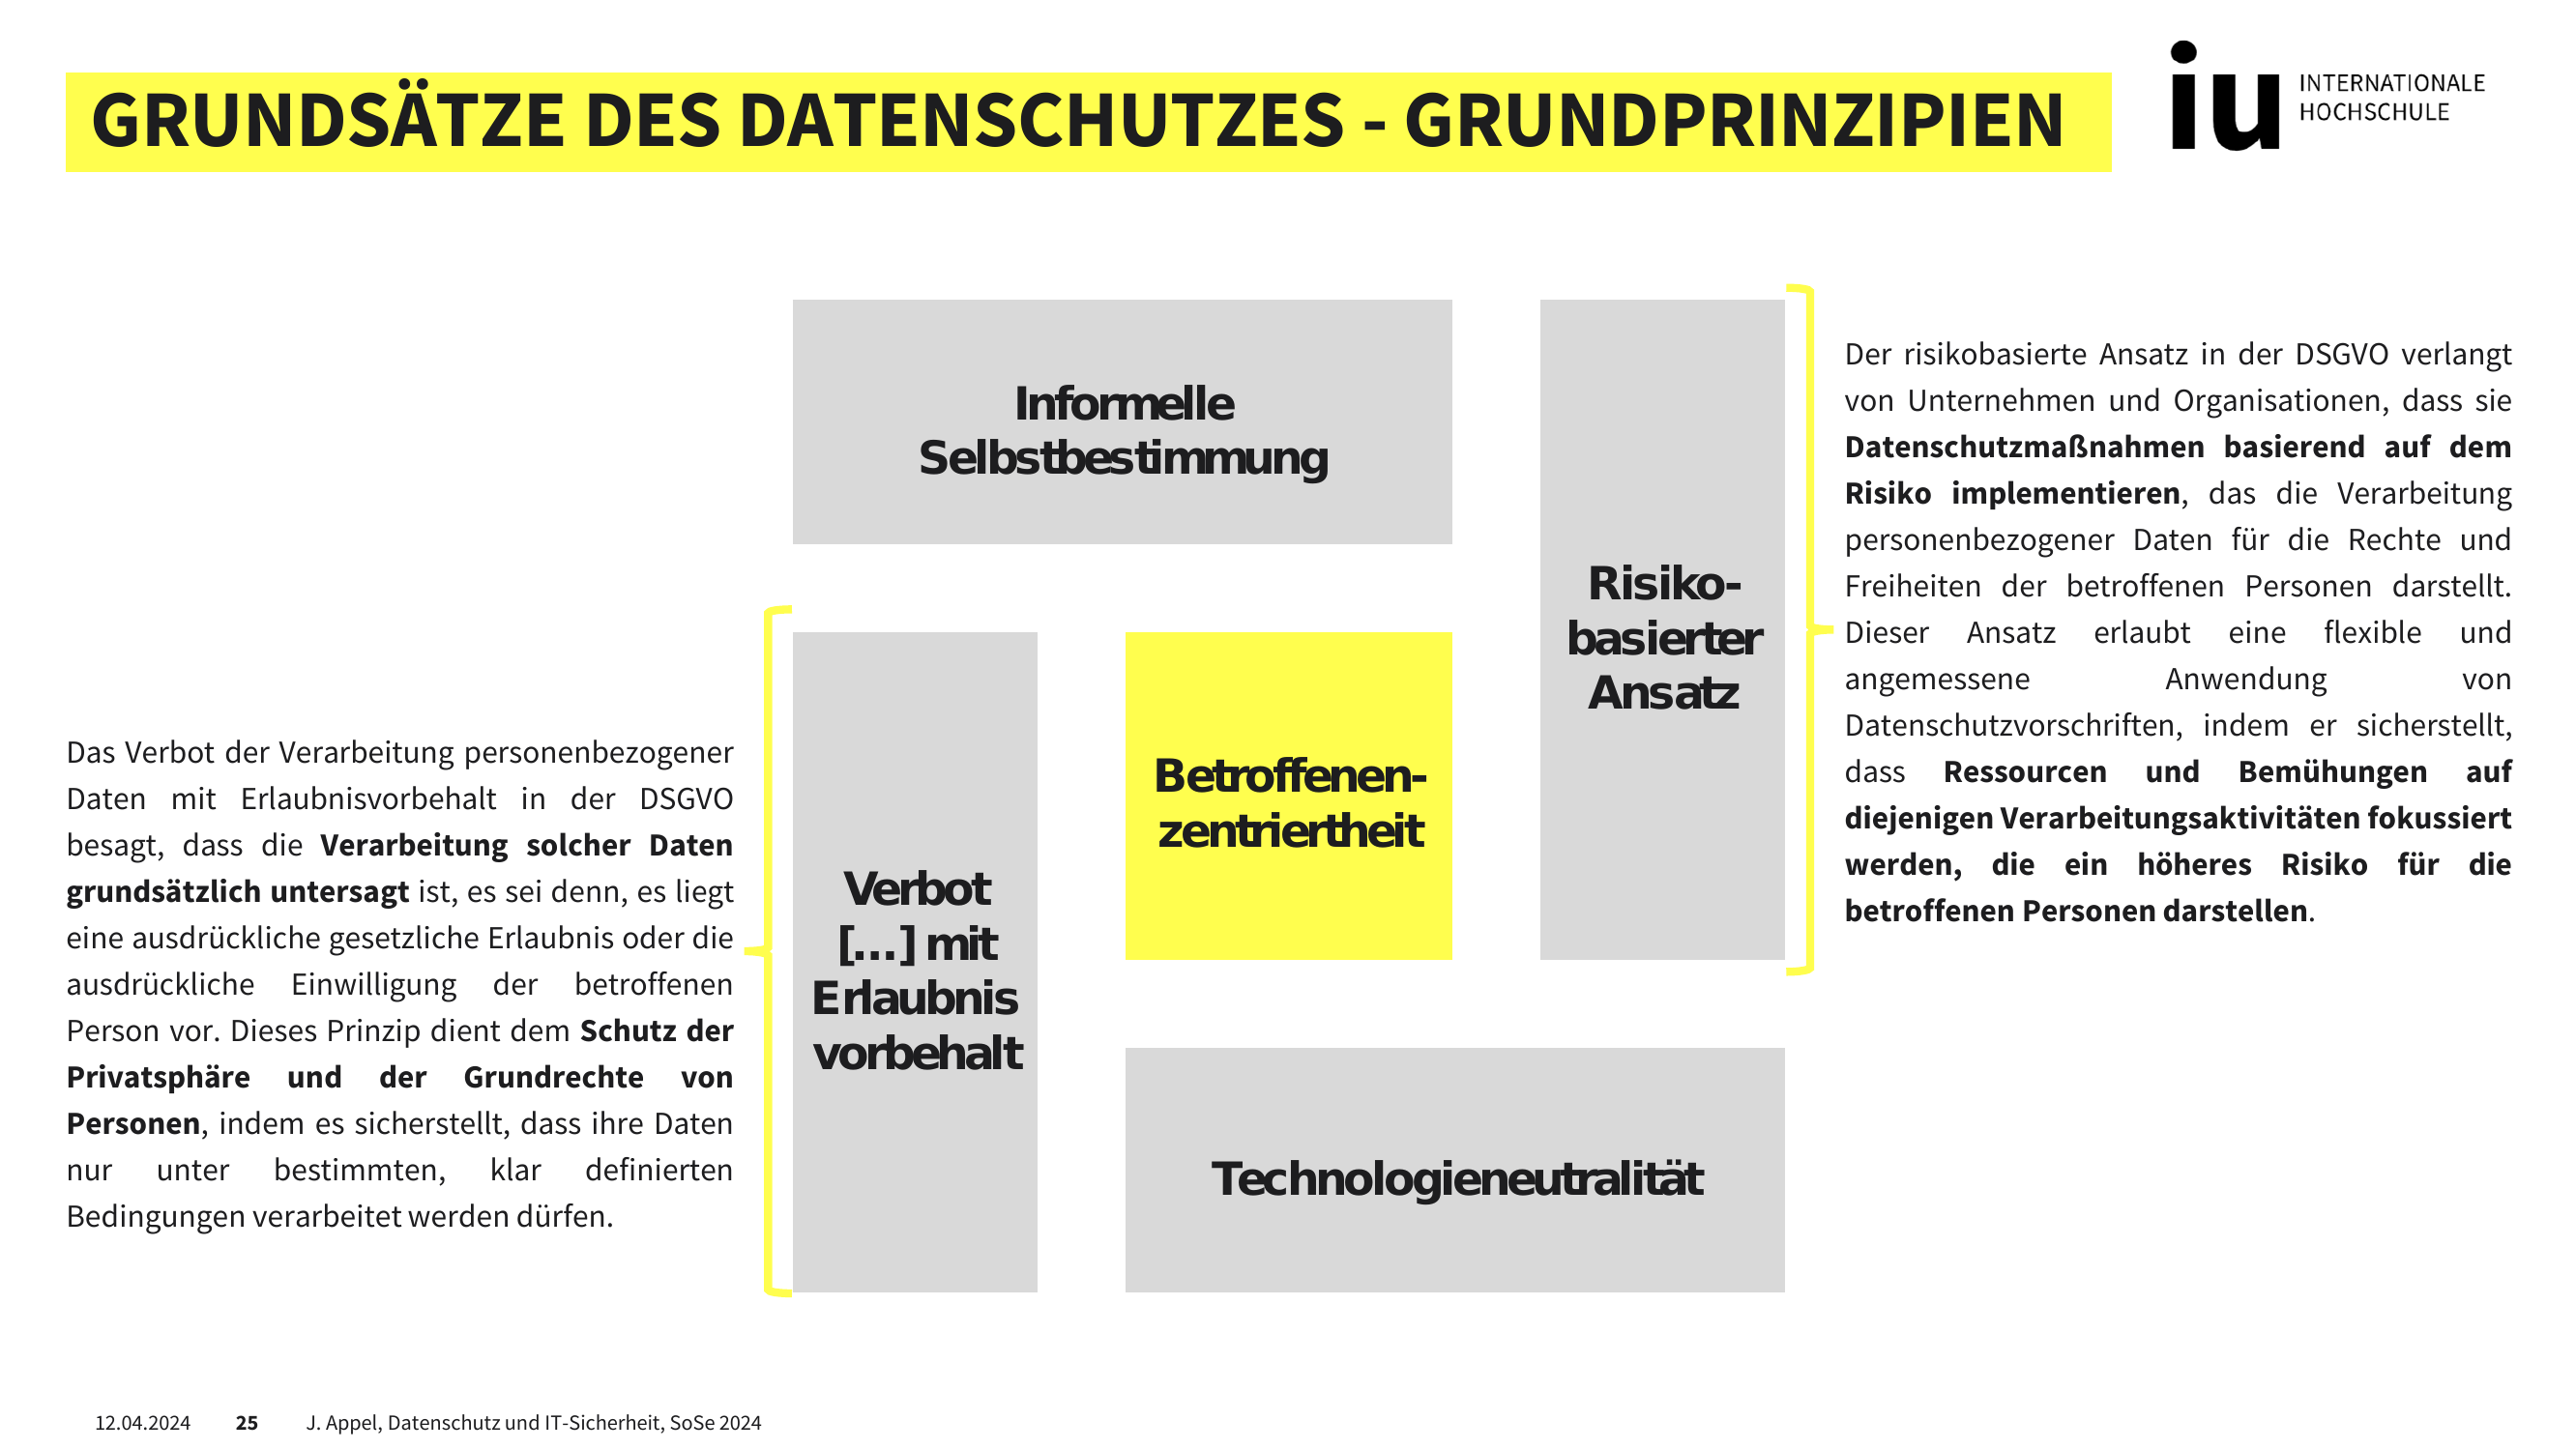 GRUNDSÄTZE DES DATENSCHUTZES - GRUNDPRINZIPIEN
iu INTERNATIONALE
HOCHSCHULE
Informelle
Selbstbestimmung
Risiko-
basierter
Ansatz
Der risikobasierte Ansatz in der DSGVO verlangt
von Unternehmen und Organisationen, dass sie
Datenschutzmaßnahmen basierend auf dem
Risiko implementieren, das die Verarbeitung
personenbezogener Daten für die Rechte und
Freiheiten der betroffenen Personen darstellt.
Dieser Ansatz erlaubt eine flexible und
angemessene Anwendung von
Datenschutzvorschriften, indem er sicherstellt,
dass Ressourcen und Bemühungen auf
diejenigen Verarbeitungsaktivitäten fokussiert
werden, die ein höheres Risiko für die
betroffenen Personen darstellen.
Das Verbot der Verarbeitung personenbezogener
Daten mit Erlaubnisvorbehalt in der DSGVO
besagt, dass die Verarbeitung solcher Daten
grundsätzlich untersagt ist, es sei denn, es liegt
eine ausdrückliche gesetzliche Erlaubnis oder die
ausdrückliche Einwilligung der betroffenen
Person vor. Dieses Prinzip dient dem Schutz der
Privatsphäre und der Grundrechte von
Personen, indem es sicherstellt, dass ihre Daten
nur unter bestimmten, klar definierten
Bedingungen verarbeitet werden dürfen.
Verbot
[...] mit
Erlaubnis
vorbehalt
Betroffenen-
zentriertheit
Technologieneutralität
12.04.2024 25 J. Appel, Datenschutz und IT-Sicherheit, SoSe 2024